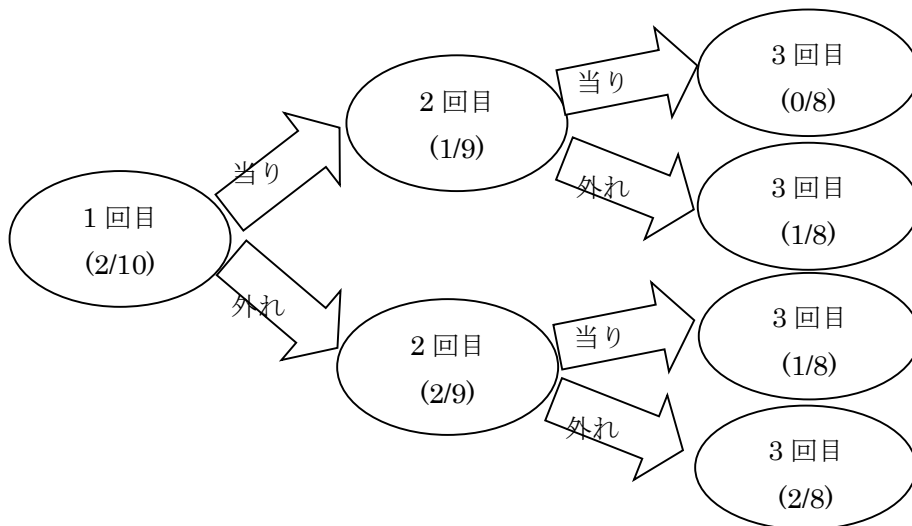 1 回目
(2/10)
当り
外れ
2 回目
(1/9)
2 回目
(2/9)
当り
外れ
当り
外れ
3 回目
(0/8)
3 回目
(1/8)
3 回目
(1/8)
3 回目
(2/8)